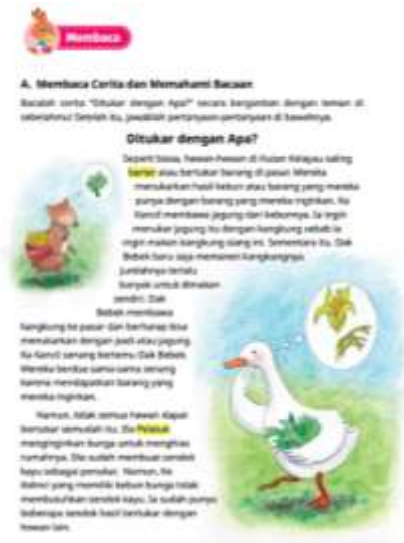 Membaca
A. Membaca Cerita dan Memahami Bacaan
Bacalah cerita "Ditukar dengan Apa?" secara bergantian dengan teman di
sebelahmu! Setelah itu, jawablah pertanyaan-pertanyaan di bawahnya.
Ditukar dengan Apa?
Seperti biasa, hewan-hewan di Hutan saling
barter atau bertukar barang di pasar. Mereka
menukarkan hasil kebun atau barang yang mereka
punya dengan barang yang mereka inginkan. Ka
Kanci membawa jagung dari kebunnya. Ia ingin
menukar jagung itu dengan kangkung sebab ia
ingin makan kangkung siang ini. Sementara itu, Dak
Bebek baru saja memanen kangkungnya.
Jumlahnya terlalu
banyak untuk dimakan
sendiri. Dak
Bebek membawa
kangkung ke pasar dan berharap bisa
menukarkan dengan padi atau jagung.
Ka Kanci senang bertemu Dak Bebek.
Mereka berdua sama-sama senang
karena mendapatkan barang yang
mereka inginkan.
Namun, tidak semua hewan dapat
bertukar semudah itu. Ela Pelatuk
menginginkan bunga untuk menghias
rumahnya. Dia sudah membuat sendok
kayu sebagai penukar. Namun,
yang memiliki kebun bunga tidak
membutuhkan sendok kayu. Ia sudah punya
beberapa sendok hasil bertukar dengan
hewan lain.